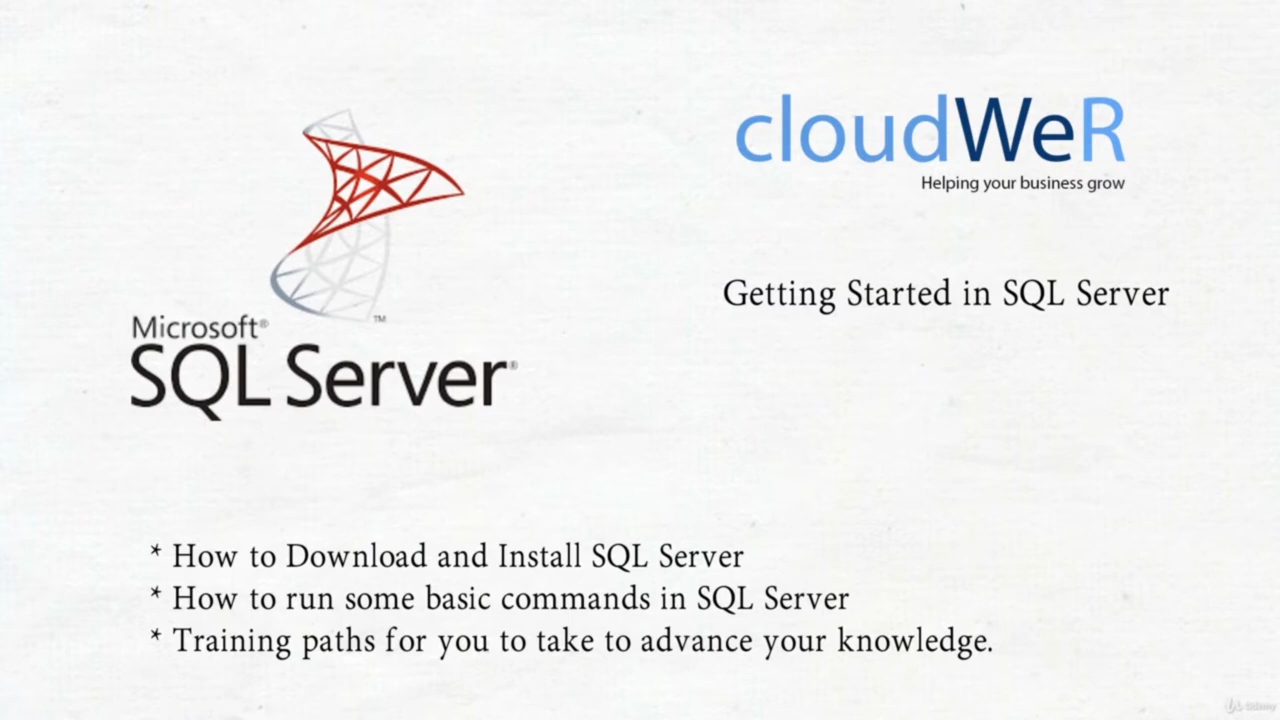 cloudWeR
Helping your business grow
Getting Started in SQL Server
Microsoft®
SQL Server®
™
* How to Download and Install SQL Server
* How to run some basic commands in SQL Server
* Training paths for you to take to advance your knowledge.
Udemy